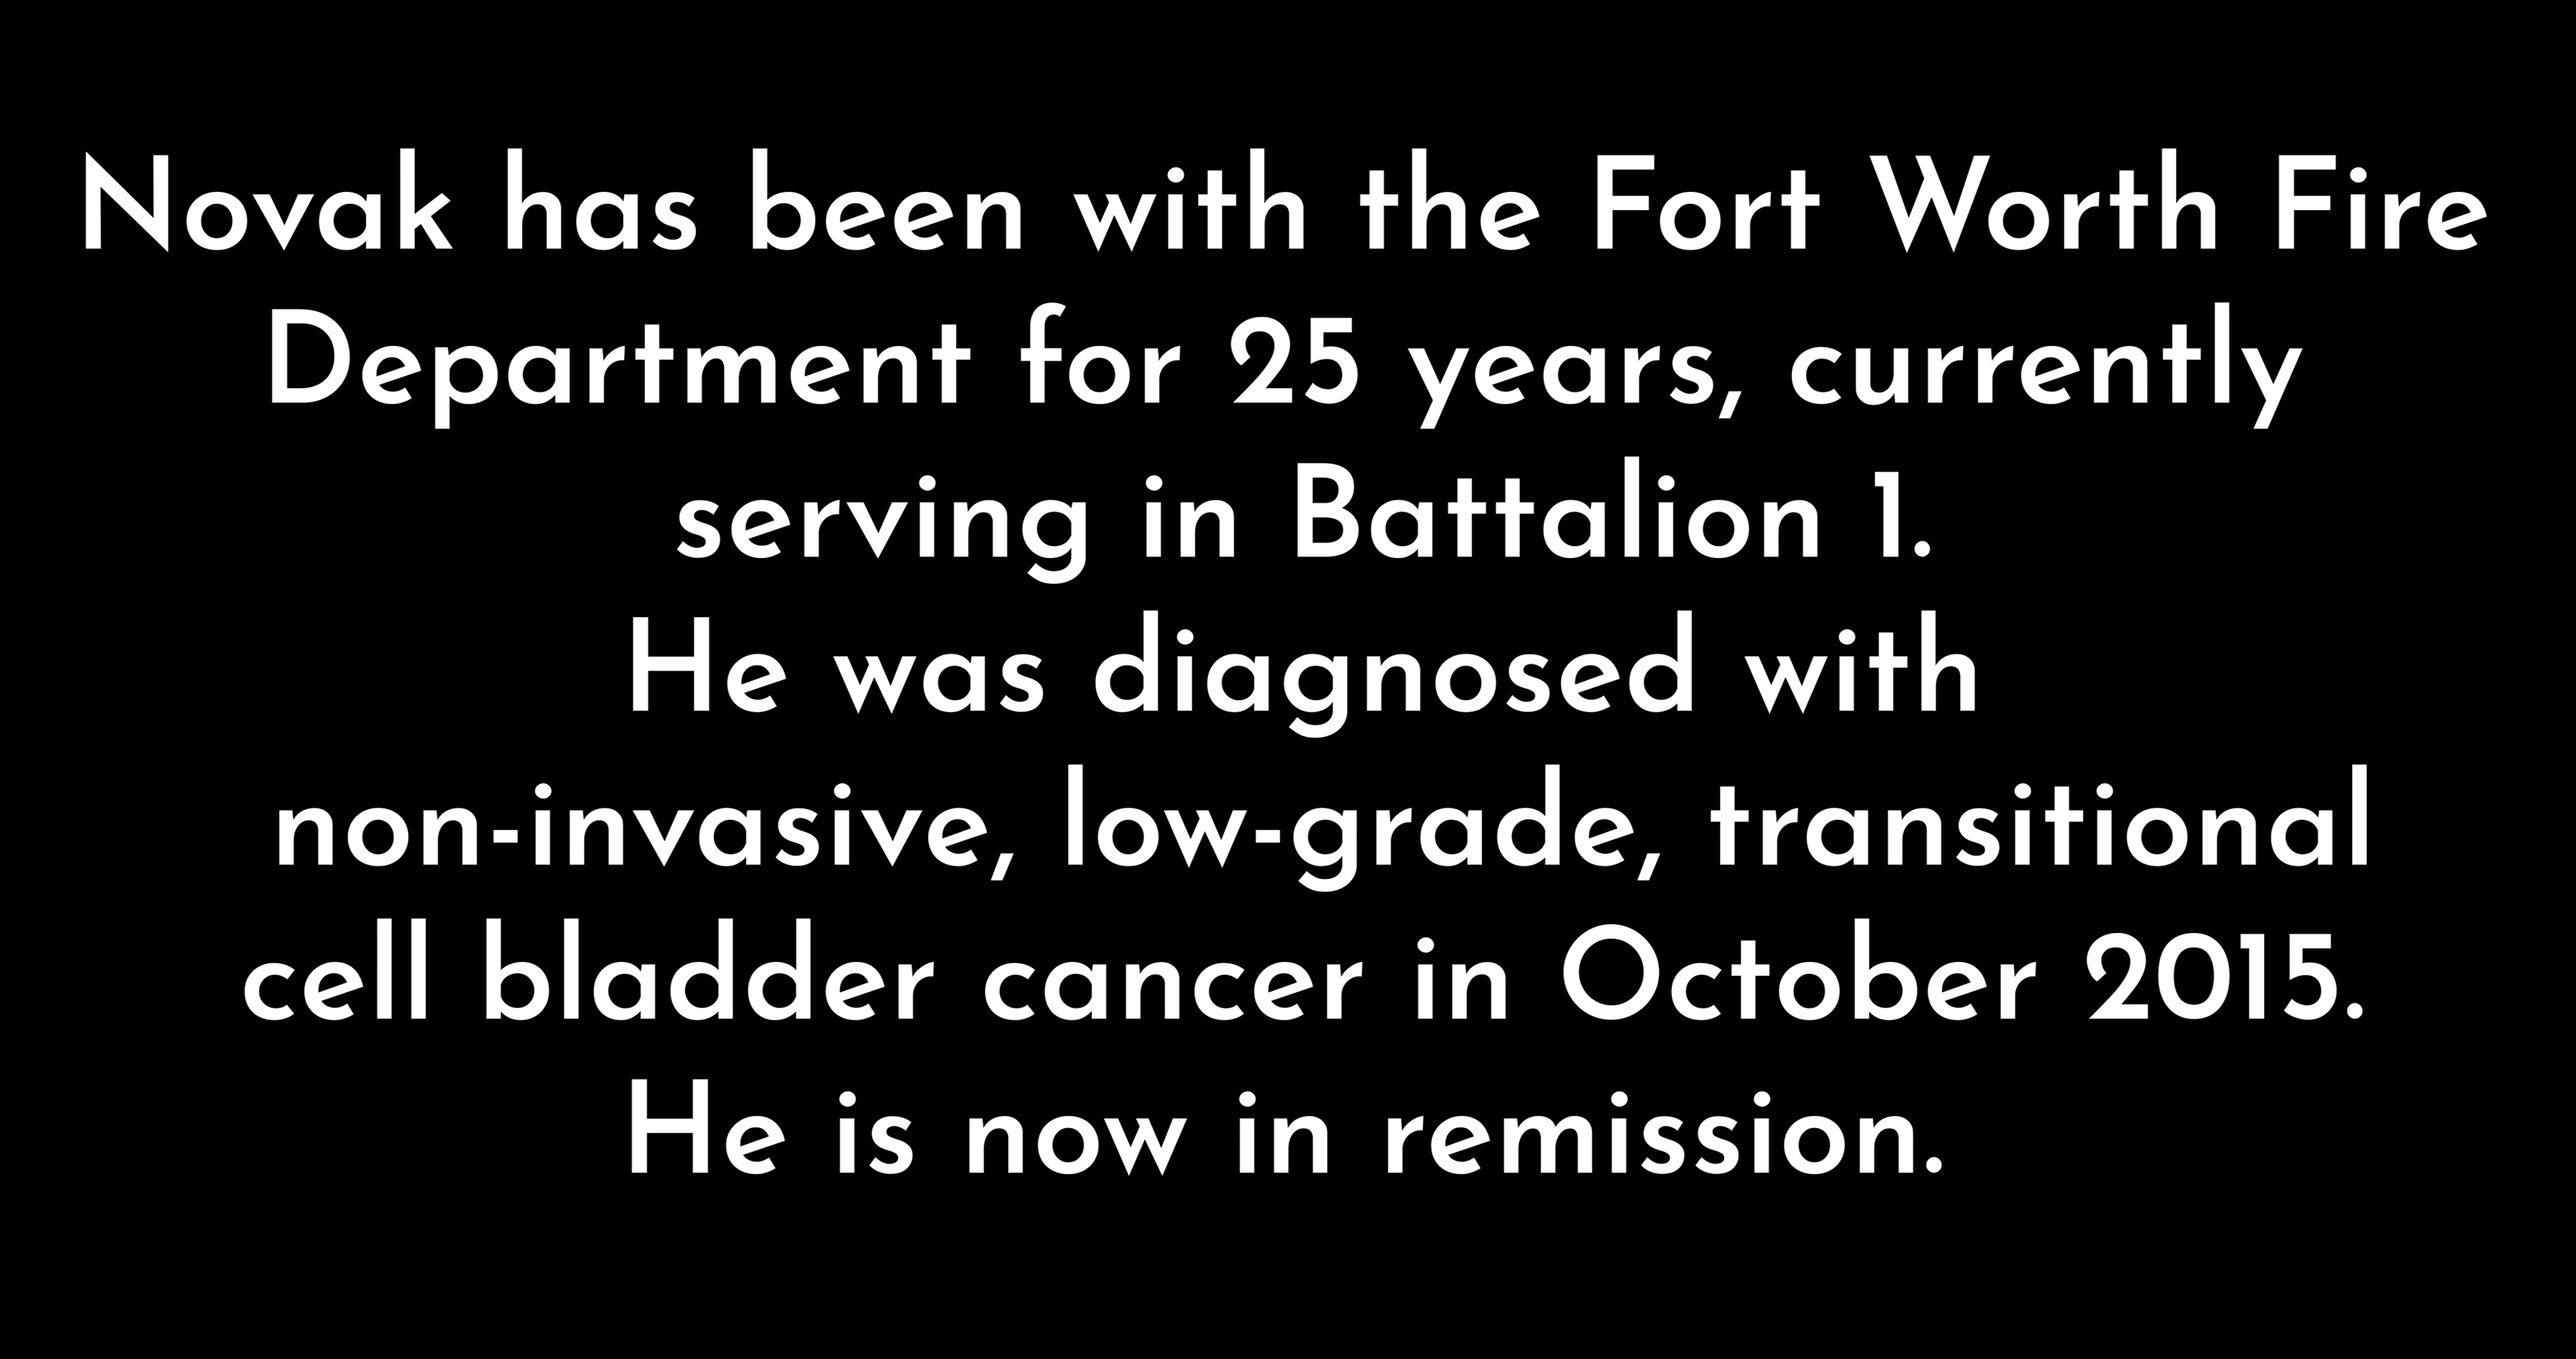 Novak has been with the Fort Worth Fire
Department for 25 years, currently
serving in Battalion 1.
He was diagnosed with
non-invasive, low-grade, transitional
cell bladder cancer in October 2015.
He is now in remission.